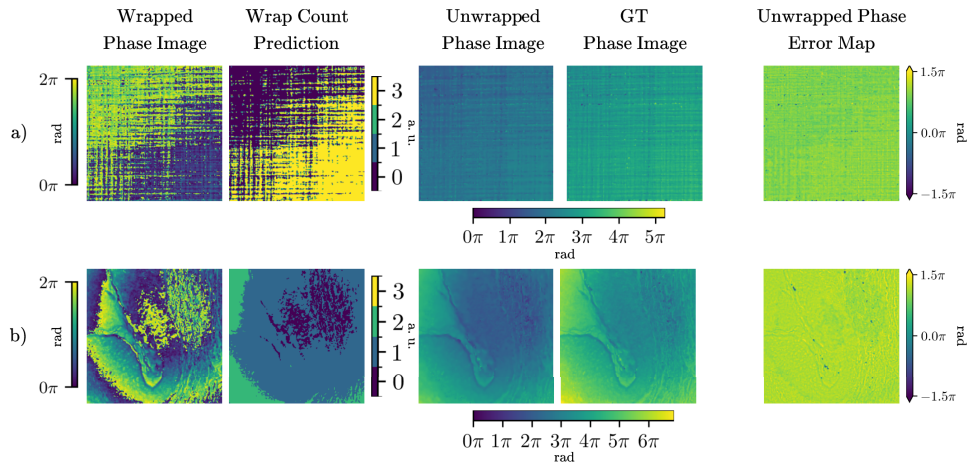 Wrapped
Phase Image
Wrap Count
Prediction
Unwrapped
Phase Image
GT
Phase Image
Unwrapped Phase
Error Map
a)
2π
rad
0π
3
2
1
0
a. u.
1.5π
0.0π
−1.5π
rad
0π 1π 2π 3π 4π 5π
rad
b)
2π
rad
0π
3
2
1
0
a. u.
1.5π
0.0π
−1.5π
rad
0π 1π 2π 3π 4π 5π 6π
rad